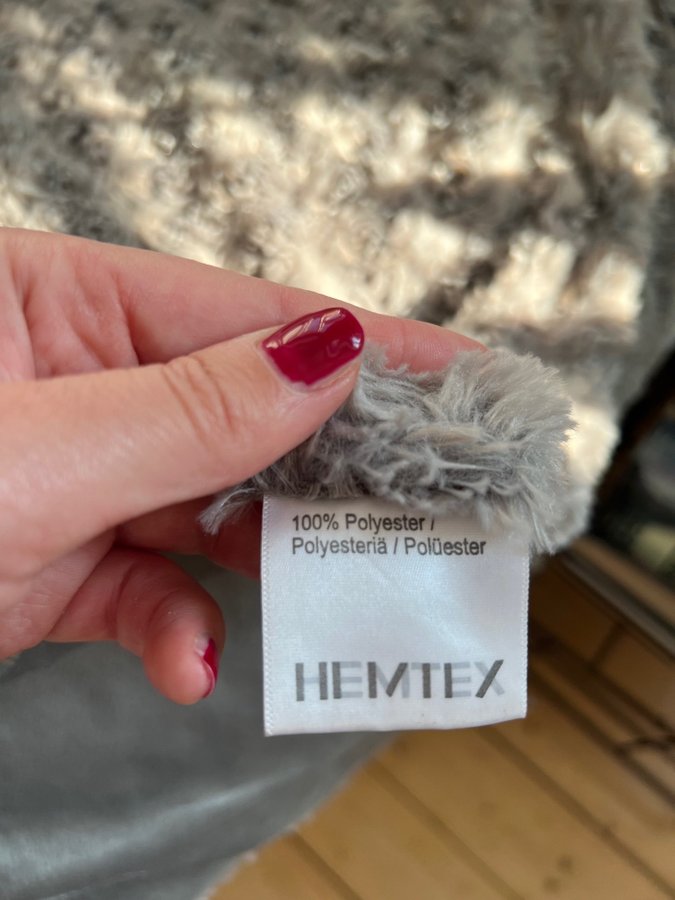 100% Polyester /
Polyesteriä / Polüester
HEMTEX